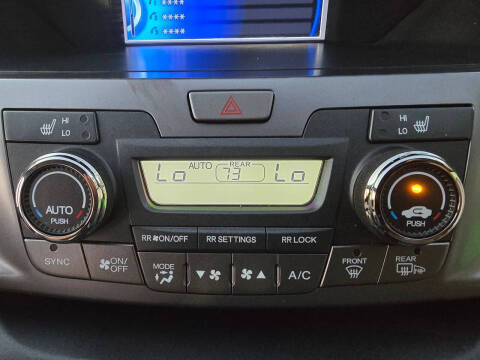 ****
****
****
HI
LO
HI
LO
AUTO REAR
Lo 73 Lo
AUTO
PUSH
PUSH
RR ON/OFF RR SETTINGS RR LOCK
SYNC ON/OFF MODE A/C FRONT REAR